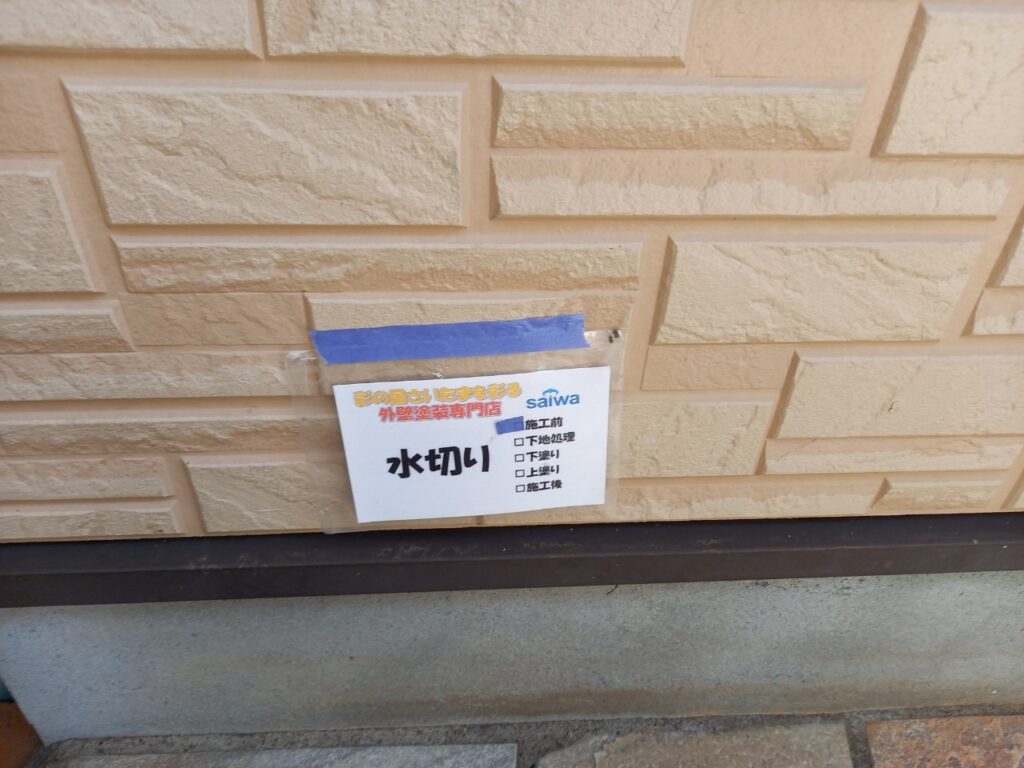 彩の国さいたまを彩る
外壁塗装専門店
saiwa
水切り
□施工前
□下地処理
□下塗り
□上塗り
□施工後